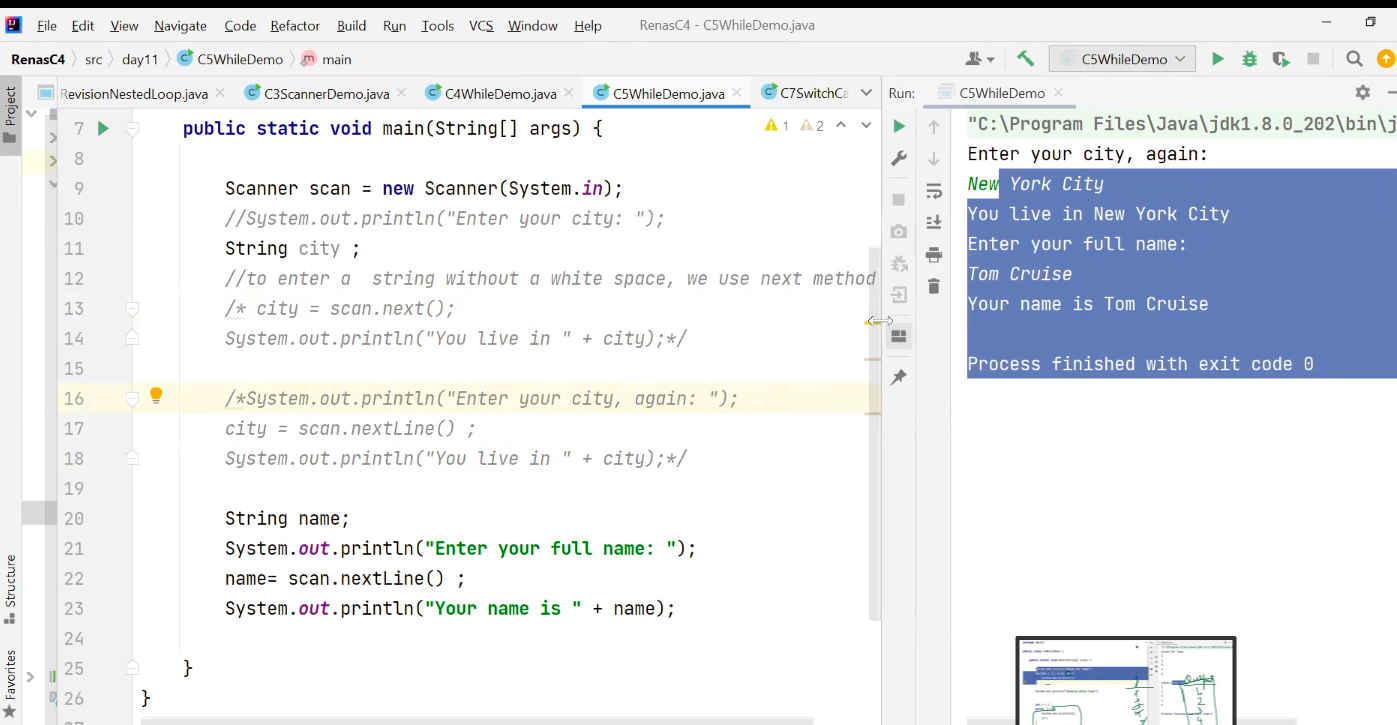 File Edit View Navigate Code Refactor Build Run Tools VCS Window Help RenasC4 - C5WhileDemo.java
RenasC4 src day11 C5WhileDemo main C5WhileDemo
Project
RevisionNestedLoop.java C3ScannerDemo.java C4WhileDemo.java C5WhileDemo.java C7SwitchCa
7 public static void main(String[] args) { 1 2
8
9 Scanner scan = new Scanner(System.in);
10 //System.out.println("Enter your city: ");
11 String city ;
12 //to enter a  string without a white space, we use next method
13 /* city = scan.next();
14 System.out.println("You live in " + city);*/
15
16 /*System.out.println("Enter your city, again: ");
17 city = scan.nextLine() ;
18 System.out.println("You live in " + city);*/
19
20 String name;
21 System.out.println("Enter your full name: ");
22 name= scan.nextLine() ;
23 System.out.println("Your name is " + name);
24
25 }
26 }
Structure
Favorites
Run: C5WhileDemo
"C:\Program Files\Java\jdk1.8.0_202\bin\j
Enter your city, again:
New York City
You live in New York City
Enter your full name:
Tom Cruise
Your name is Tom Cruise
Process finished with exit code 0